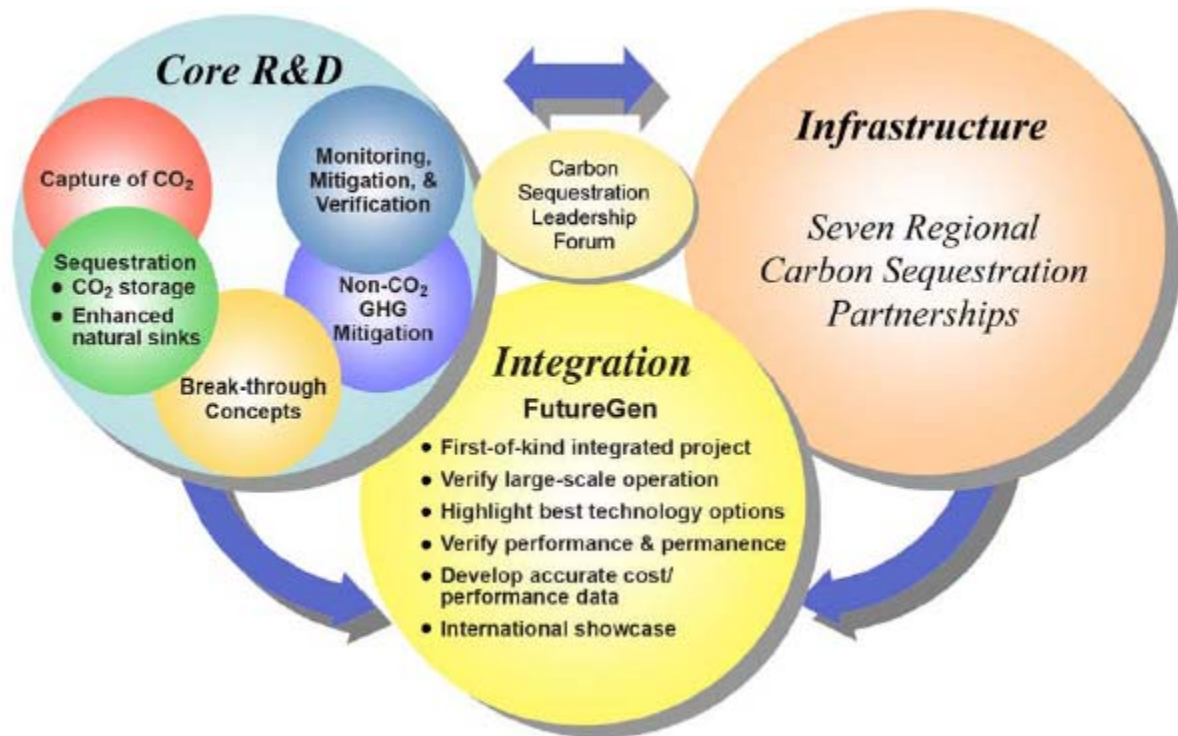 Core R&D
Capture of CO₂
Sequestration
● CO₂ storage
● Enhanced
natural sinks
Break-through
Concepts
Monitoring,
Mitigation, &
Verification
Non-CO₂
GHG
Mitigation
Carbon
Sequestration
Leadership
Forum
Infrastructure
Seven Regional
Carbon Sequestration
Partnerships
Integration
FutureGen
● First-of-kind integrated project
● Verify large-scale operation
● Highlight best technology options
● Verify performance & permanence
● Develop accurate cost/
performance data
● International showcase